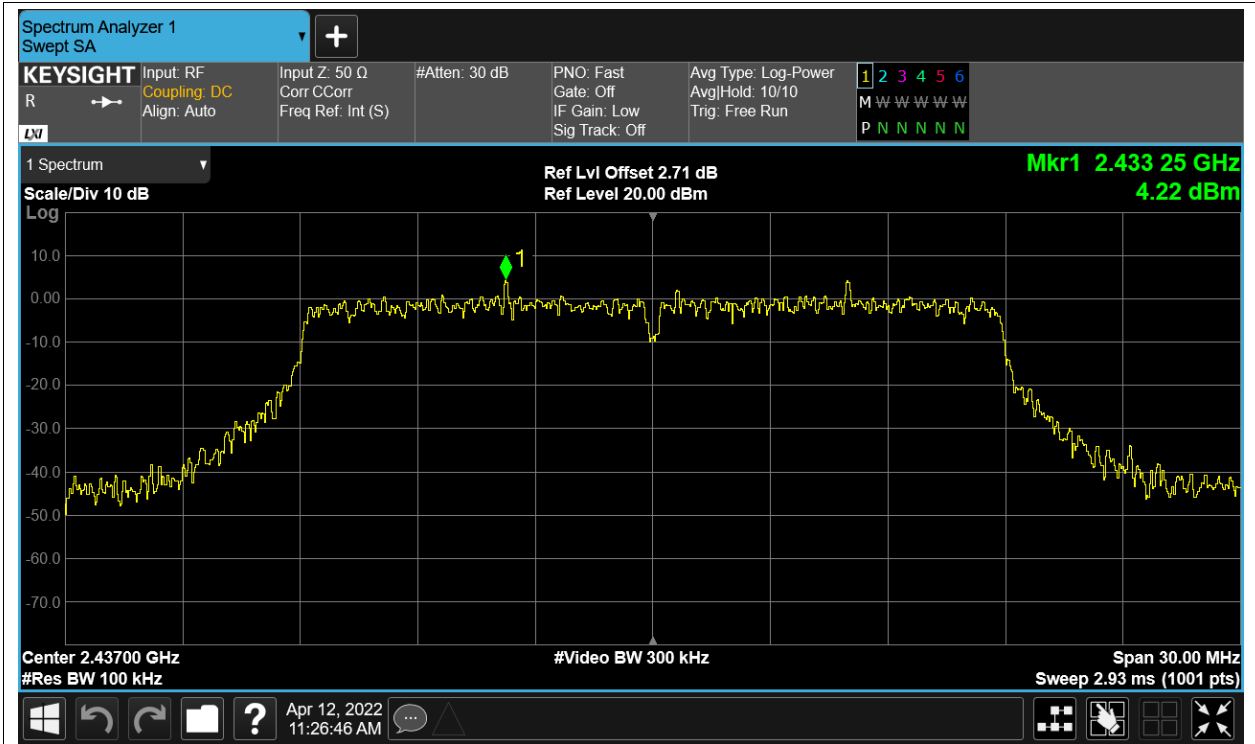 Spectrum Analyzer 1
Swept SA
KEYSIGHT
R
LXI
Input: RF
Coupling: DC
Align: Auto
Input Z: 50 Ω
Corr CCorr
Freq Ref: Int (S)
#Atten: 30 dB
PNO: Fast
Gate: Off
IF Gain: Low
Sig Track: Off
Avg Type: Log-Power
Avg|Hold: 10/10
Trig: Free Run
1 2 3 4 5 6
M W W W W W
P N N N N N
1 Spectrum
Scale/Div 10 dB
Log
Ref Lvl Offset 2.71 dB
Ref Level 20.00 dBm
Mkr1 2.433 25 GHz
4.22 dBm
1
10.0
0.00
-10.0
-20.0
-30.0
-40.0
-50.0
-60.0
-70.0
Center 2.43700 GHz
#Res BW 100 kHz
#Video BW 300 kHz
Span 30.00 MHz
Sweep 2.93 ms (1001 pts)
?
Apr 12, 2022
11:26:46 AM